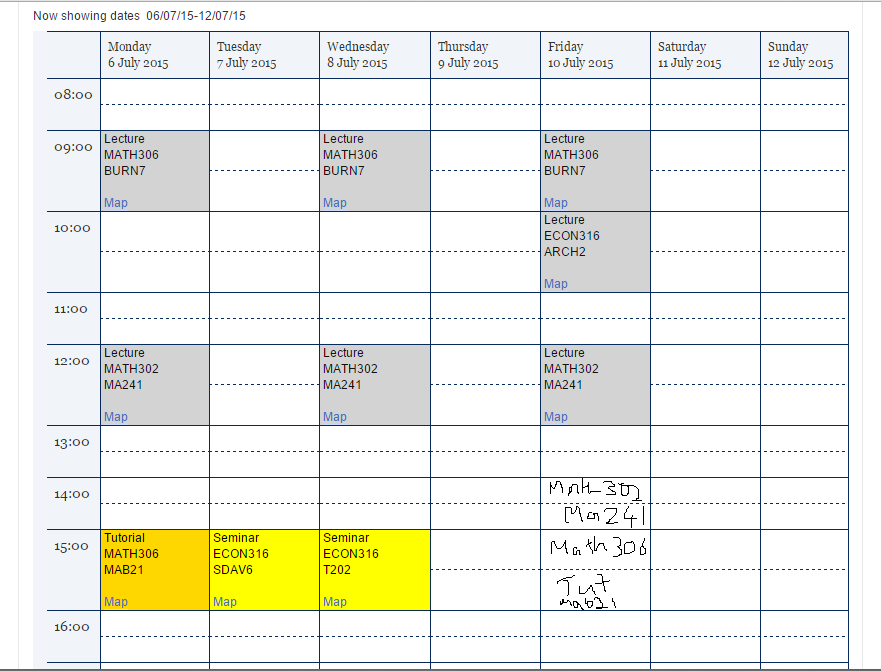 Now showing dates 06/07/15-12/07/15
Monday Tuesday Wednesday Thursday Friday Saturday Sunday
6 July 2015 7 July 2015 8 July 2015 9 July 2015 10 July 2015 11 July 2015 12 July 2015
08:00
09:00
Lecture
MATH306
BURN7
Map
Lecture
MATH306
BURN7
Map
Lecture
MATH306
BURN7
Map
10:00
Lecture
ECON316
ARCH2
Map
11:00
12:00
Lecture
MATH302
MA241
Map
Lecture
MATH302
MA241
Map
Lecture
MATH302
MA241
Map
13:00
14:00
Math 302
Ma241
15:00
Tutorial
MATH306
MAB21
Map
Seminar
ECON316
SDAV6
Map
Seminar
ECON316
T202
Map
Math 306
Tut
mab21
16:00